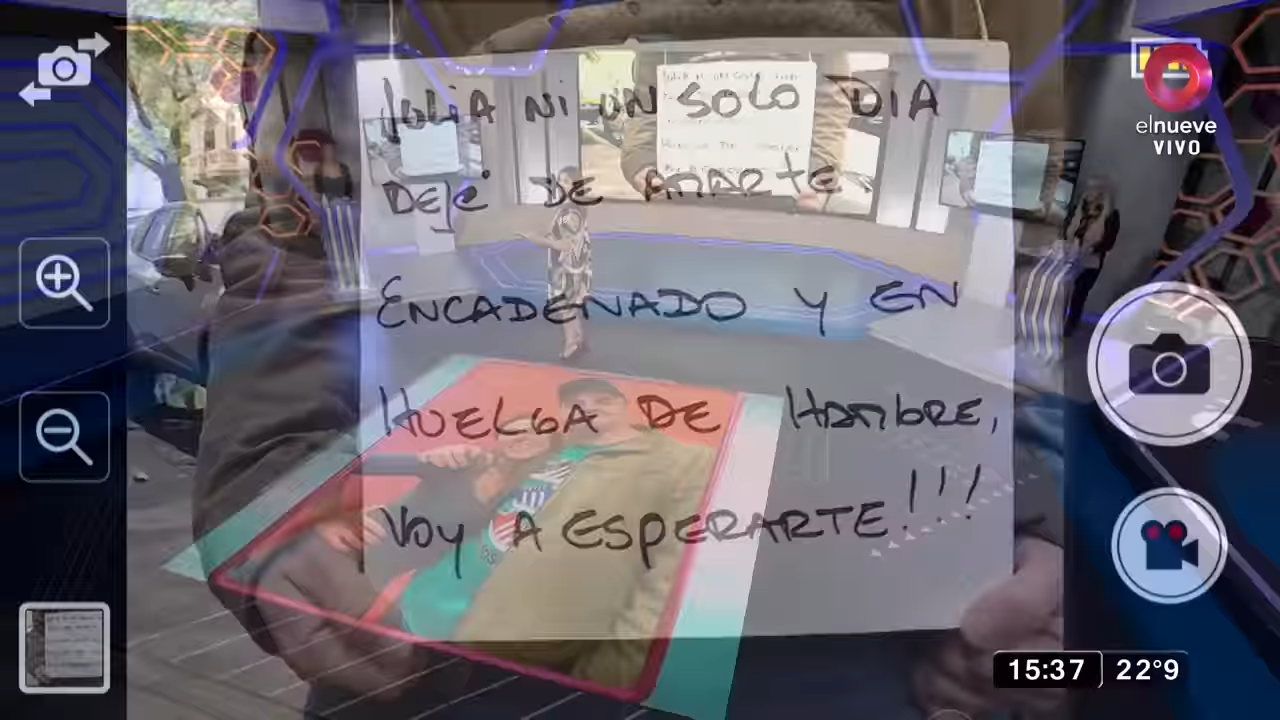 JULIA NI UN SOLO DIA
DEJE DE AMARTE
ENCADENADO Y EN
HUELGA DE HAMBRE,
VOY A ESPERARTE!!!
elnueve
VIVO
15:37 22°9